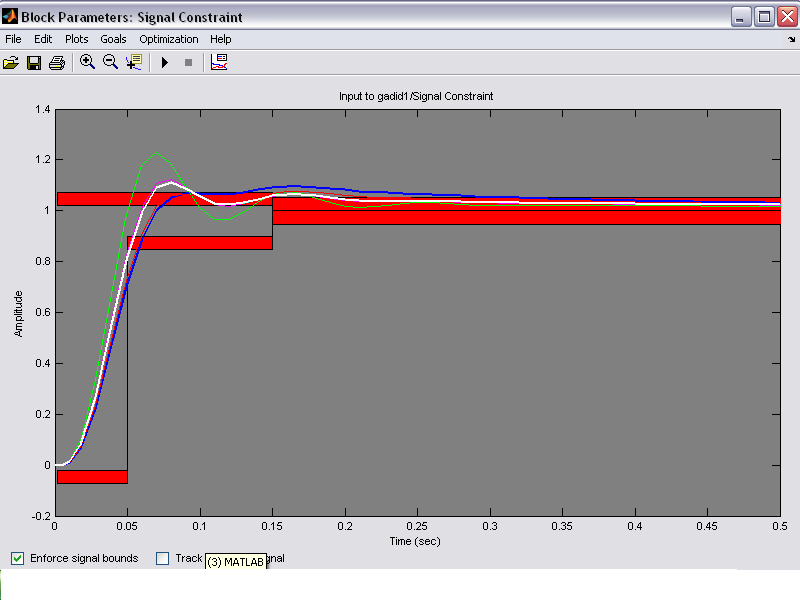 Block Parameters: Signal Constraint
File Edit Plots Goals Optimization Help
Input to gadid1/Signal Constraint
1.4
1.2
1
0.8
0.6
0.4
0.2
0
-0.2
Amplitude
0 0.05 0.1 0.15 0.2 0.25 0.3 0.35 0.4 0.45 0.5
Time (sec)
Enforce signal bounds Track
(3) MATLAB